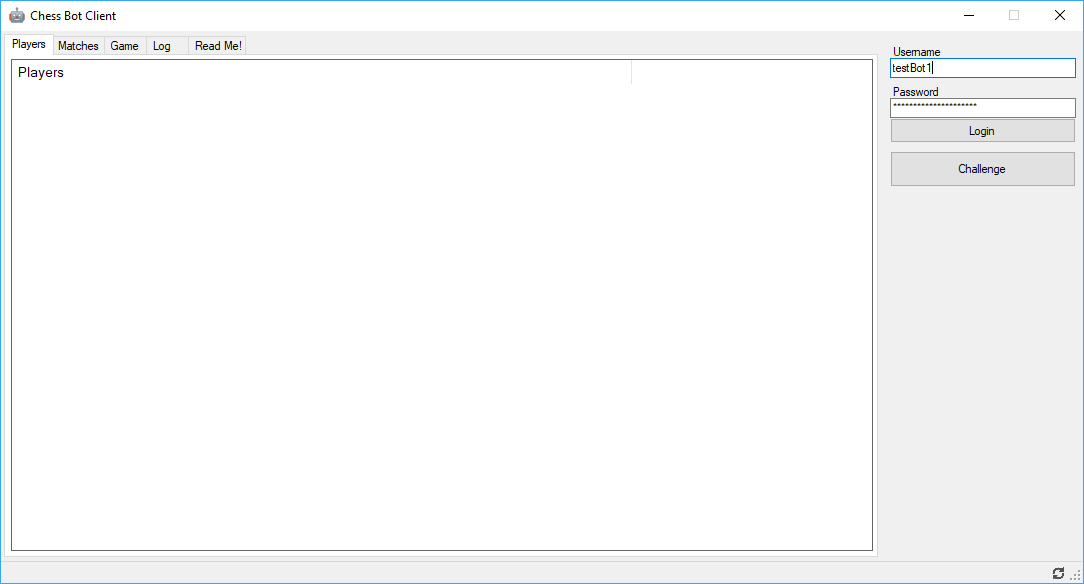 Chess Bot Client
Players Matches Game Log Read Me!
Players
Username
testBot1
Password
*********************
Login
Challenge